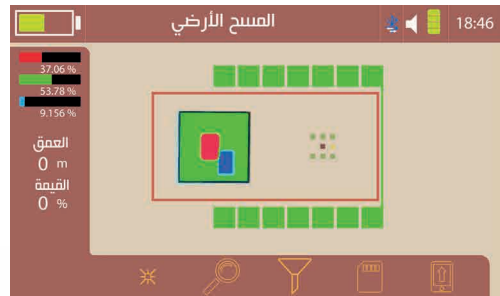 المسح الأرضي
18:46
37.06 %
53.78 %
9.156 %
العمق
0 m
القيمة
0 %